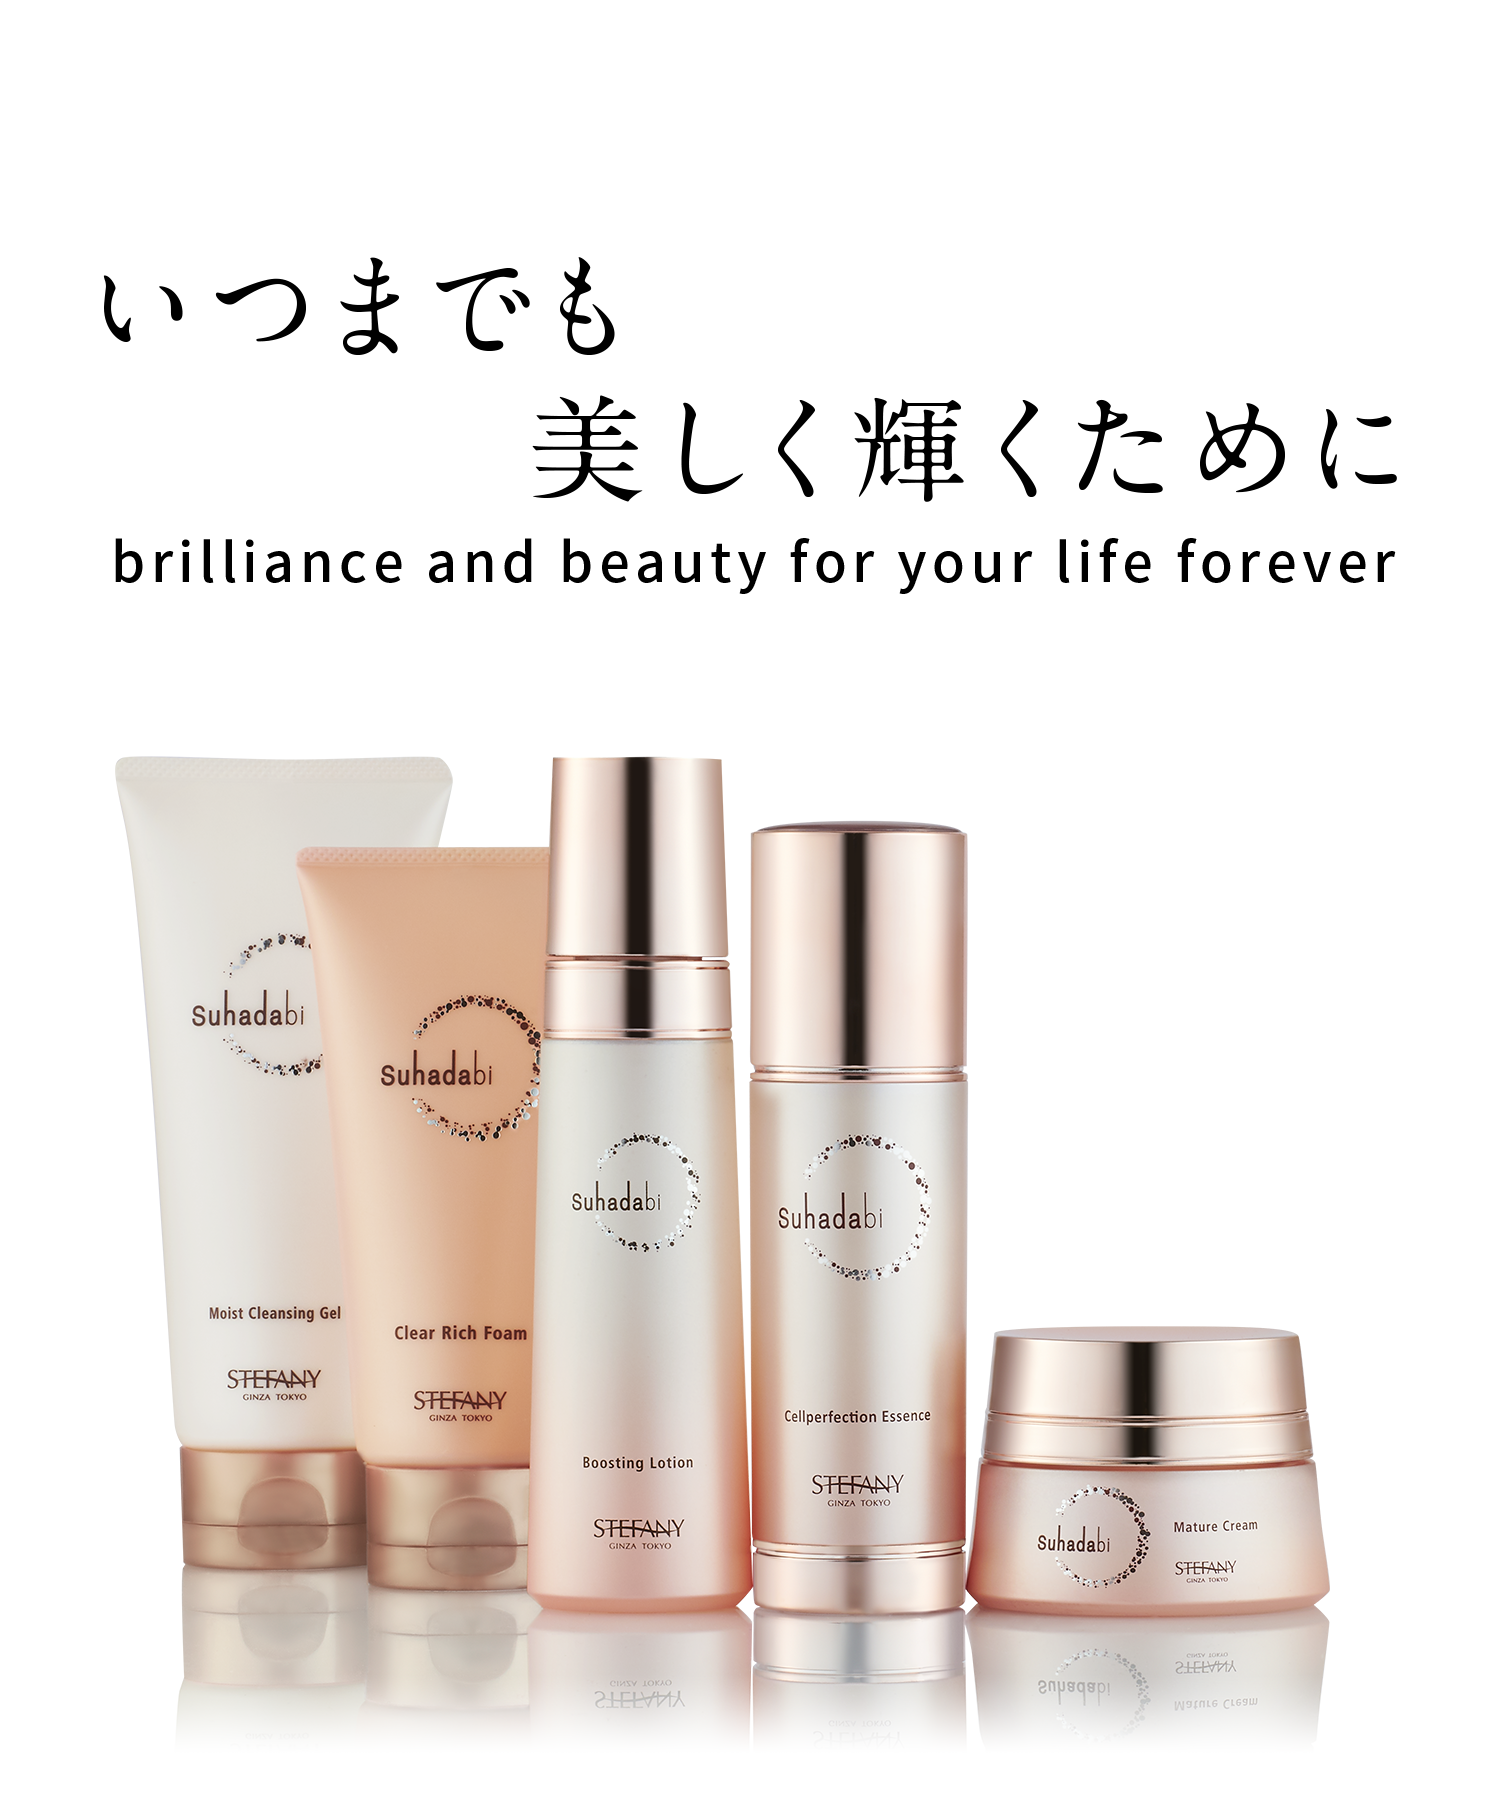 いつまでも
美しく輝くために
brilliance and beauty for your life forever
Suhadabi
Moist Cleansing Gel
STEFANY
GINZA TOKYO
Suhadabi
Clear Rich Foam
STEFANY
GINZA TOKYO
Suhadabi
Boosting Lotion
STEFANY
GINZA TOKYO
Suhadabi
Cellperfection Essence
STEFANY
GINZA TOKYO
Suhadabi
Mature Cream
STEFANY
GINZA TOKYO